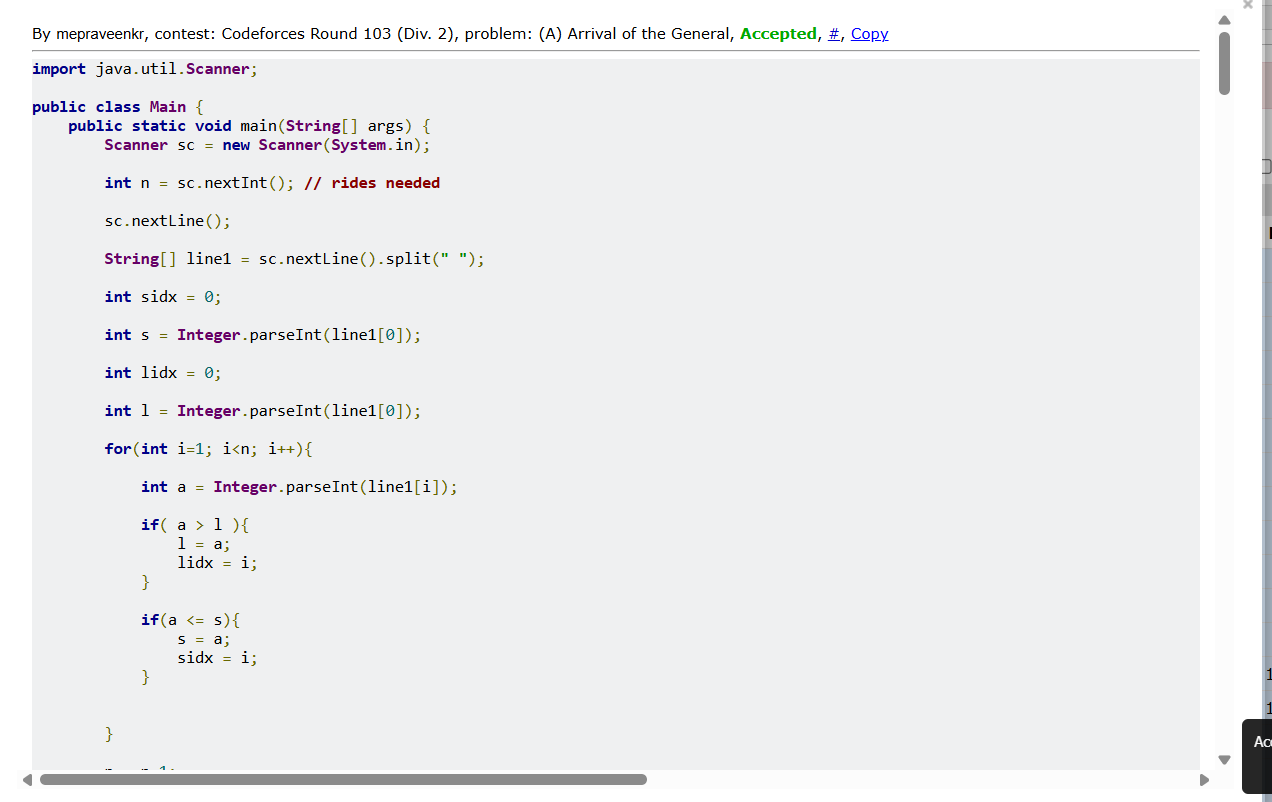 By mepraveenkr, contest: Codeforces Round 103 (Div. 2), problem: (A) Arrival of the General, Accepted, #, Copy
import java.util.Scanner;
public class Main {
public static void main(String[] args) {
Scanner sc = new Scanner(System.in);
int n = sc.nextInt(); // rides needed
sc.nextLine();
String[] line1 = sc.nextLine().split(" ");
int sidx = 0;
int s = Integer.parseInt(line1[0]);
int lidx = 0;
int l = Integer.parseInt(line1[0]);
for(int i=1; i<n; i++){
int a = Integer.parseInt(line1[i]);
if( a > l ){
l = a;
lidx = i;
}
if(a <= s){
s = a;
sidx = i;
}
}